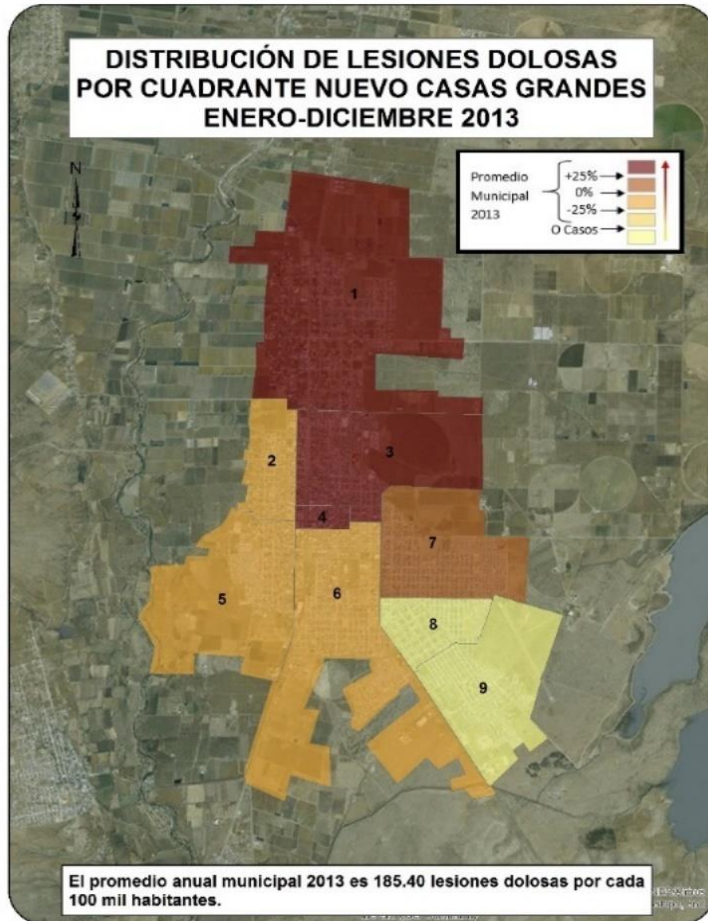 DISTRIBUCIÓN DE LESIONES DOLOSAS
POR CUADRANTE NUEVO CASAS GRANDES
ENERO-DICIEMBRE 2013
N
Promedio
Municipal
2013
+25%
0%
-25%
O Casos
1
2
3
4
7
5
6
8
9
El promedio anual municipal 2013 es 185.40 lesiones dolosas por cada
100 mil habitantes.